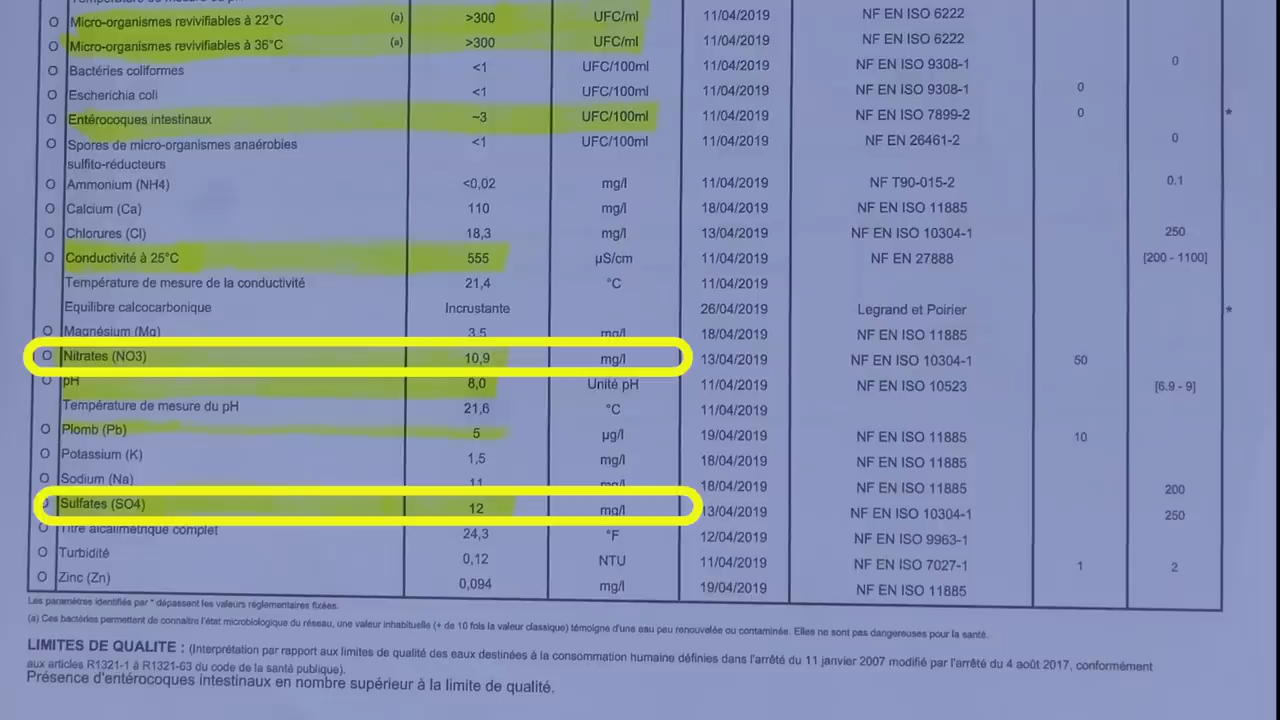 O Micro-organismes revivifiables à 22°C (a) >300 UFC/ml 11/04/2019 NF EN ISO 6222
O Micro-organismes revivifiables à 36°C (a) >300 UFC/ml 11/04/2019 NF EN ISO 6222
O Bactéries coliformes <1 UFC/100ml 11/04/2019 NF EN ISO 9308-1 0
O Escherichia coli <1 UFC/100ml 11/04/2019 NF EN ISO 9308-1 0
O Entérocoques intestinaux ~3 UFC/100ml 11/04/2019 NF EN ISO 7899-2 0 *
O Spores de micro-organismes anaérobies <1 UFC/100ml 11/04/2019 NF EN 26461-2 0
sulfito-réducteurs
O Ammonium (NH4) <0,02 mg/l 11/04/2019 NF T90-015-2 0.1
O Calcium (Ca) 110 mg/l 18/04/2019 NF EN ISO 11885
O Chlorures (Cl) 18,3 mg/l 13/04/2019 NF EN ISO 10304-1 250
O Conductivité à 25°C 555 µS/cm 11/04/2019 NF EN 27888 [200 - 1100]
Température de mesure de la conductivité 21,4 °C 11/04/2019
Equilibre calcocarbonique Incrustante 26/04/2019 Legrand et Poirier *
O Magnésium (Mg) 3,5 mg/l 18/04/2019 NF EN ISO 11885
O Nitrates (NO3) 10,9 mg/l 13/04/2019 NF EN ISO 10304-1 50
O pH 8,0 Unité pH 11/04/2019 NF EN ISO 10523 [6.9 - 9]
Température de mesure du pH 21,6 °C 11/04/2019
O Plomb (Pb) 5 µg/l 19/04/2019 NF EN ISO 11885 10
O Potassium (K) 1,5 mg/l 18/04/2019 NF EN ISO 11885
O Sodium (Na) 11 mg/l 18/04/2019 NF EN ISO 11885 200
O Sulfates (SO4) 12 mg/l 13/04/2019 NF EN ISO 10304-1 250
O Titre alcalimétrique complet 24,3 °F 12/04/2019 NF EN ISO 9963-1
O Turbidité 0,12 NTU 11/04/2019 NF EN ISO 7027-1 1 2
O Zinc (Zn) 0,094 mg/l 19/04/2019 NF EN ISO 11885
Les paramètres identifiés par * dépassent les valeurs réglementaires fixées.
(a) Ces bactéries permettent de connaître l'état microbiologique du réseau, une valeur inhabituelle (+ de 10 fois la valeur classique) témoigne d'une eau peu renouvelée ou contaminée. Elles ne sont pas dangereuses pour la santé.
LIMITES DE QUALITE : (Interprétation par rapport aux limites de qualité des eaux destinées à la consommation humaine définies dans l'arrêté du 11 janvier 2007 modifié par l'arrêté du 4 août 2017, conformément
aux articles R1321-1 à R1321-63 du code de la santé publique).
Présence d'entérocoques intestinaux en nombre supérieur à la limite de qualité.